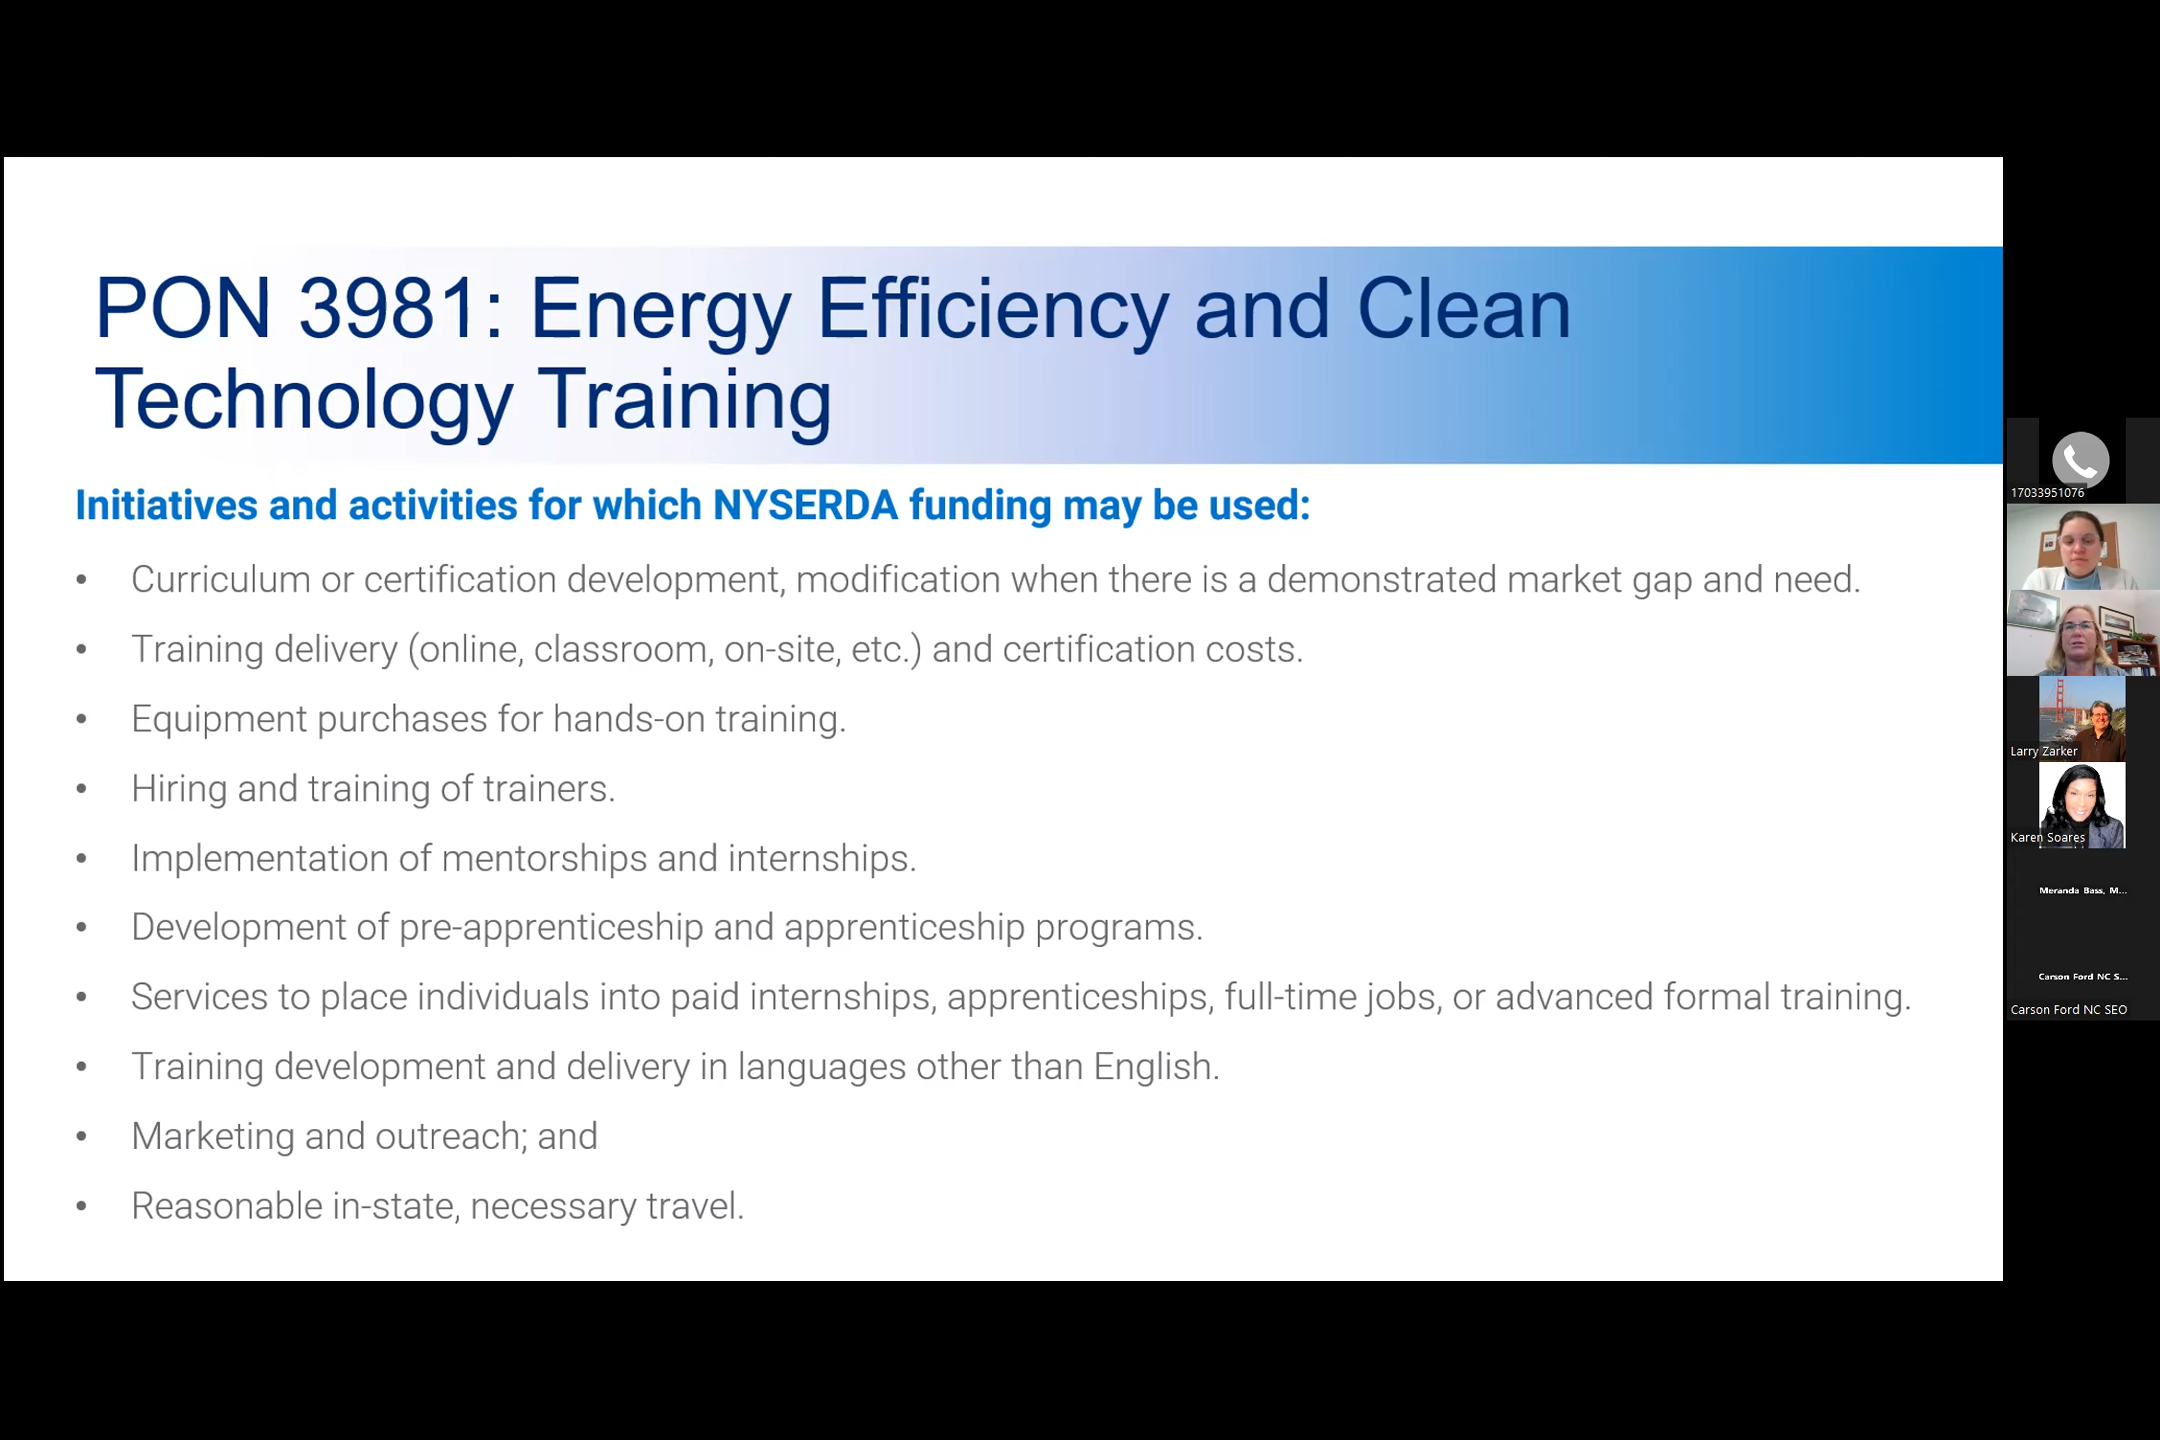 PON 3981: Energy Efficiency and Clean
Technology Training
Initiatives and activities for which NYSERDA funding may be used:
• Curriculum or certification development, modification when there is a demonstrated market gap and need.
• Training delivery (online, classroom, on-site, etc.) and certification costs.
• Equipment purchases for hands-on training.
• Hiring and training of trainers.
• Implementation of mentorships and internships.
• Development of pre-apprenticeship and apprenticeship programs.
• Services to place individuals into paid internships, apprenticeships, full-time jobs, or advanced formal training.
• Training development and delivery in languages other than English.
• Marketing and outreach; and
• Reasonable in-state, necessary travel.
17033951076
Larry Zarker
Karen Soares
Meranda Bass, M...
Carson Ford NC S...
Carson Ford NC SEO